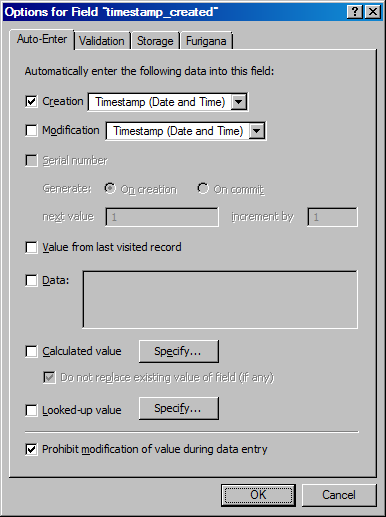 Options for Field "timestamp_created"
Auto-Enter Validation Storage Furigana
Automatically enter the following data into this field:
Creation Timestamp (Date and Time)
Modification Timestamp (Date and Time)
Serial number
Generate: On creation On commit
next value 1 increment by 1
Value from last visited record
Data:
Calculated value Specify...
Do not replace existing value of field (if any)
Looked-up value Specify...
Prohibit modification of value during data entry
OK Cancel